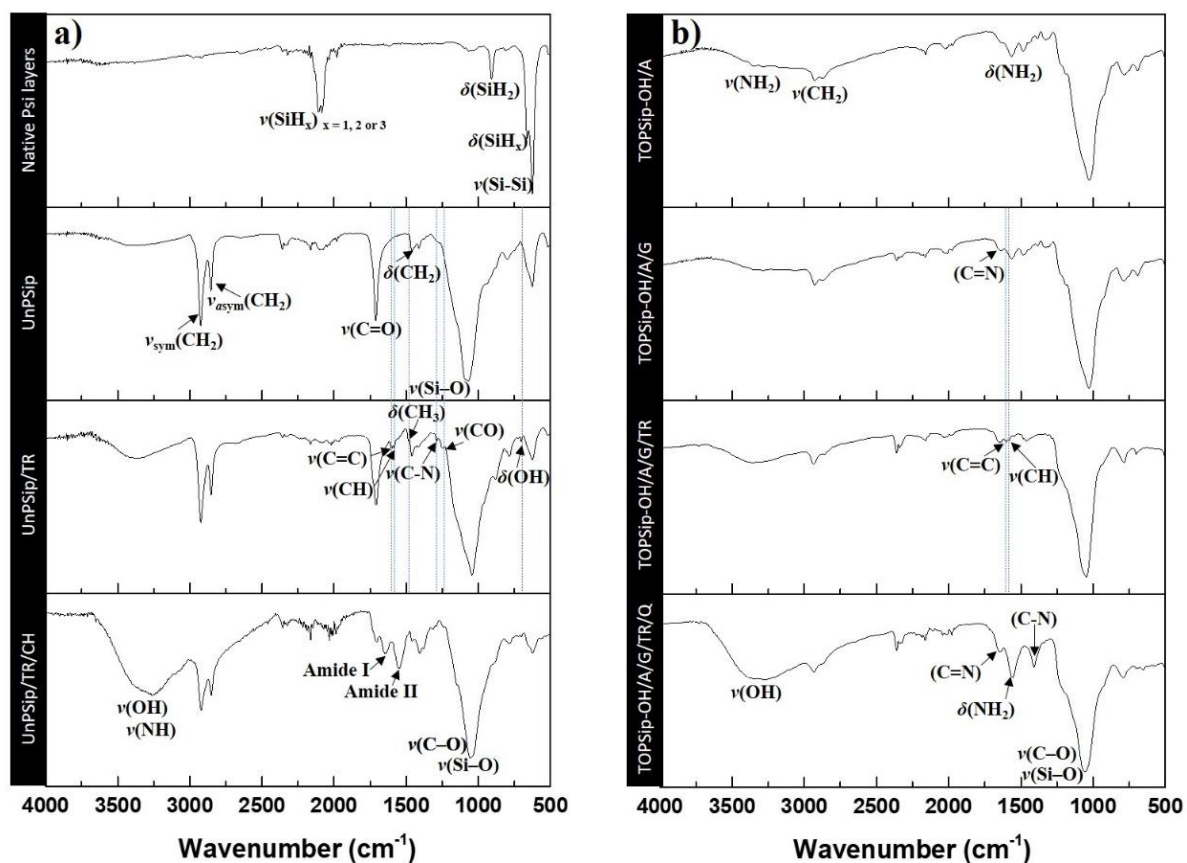 a)
Native Psi layers
ν(SiHx) x = 1, 2 or 3
δ(SiH2)
δ(SiHx)
ν(Si-Si)
UnPSip
νsym(CH2)
νasym(CH2)
ν(C=O)
δ(CH2)
ν(Si–O)
UnPSip/TR
ν(C=C)
ν(CH)
δ(CH3)
ν(C-N)
ν(CO)
δ(OH)
UnPSip/TR/CH
ν(OH)
ν(NH)
Amide I
Amide II
ν(C–O)
ν(Si–O)
4000 3500 3000 2500 2000 1500 1000 500
Wavenumber (cm-1)
b)
TOPSip-OH/A
ν(NH2)
ν(CH2)
δ(NH2)
TOPSip-OH/A/G
(C=N)
TOPSip-OH/A/G/TR
ν(C=C)
ν(CH)
TOPSip-OH/A/G/TR/Q
ν(OH)
(C=N)
δ(NH2)
(C-N)
ν(C–O)
ν(Si–O)
4000 3500 3000 2500 2000 1500 1000 500
Wavenumber (cm-1)